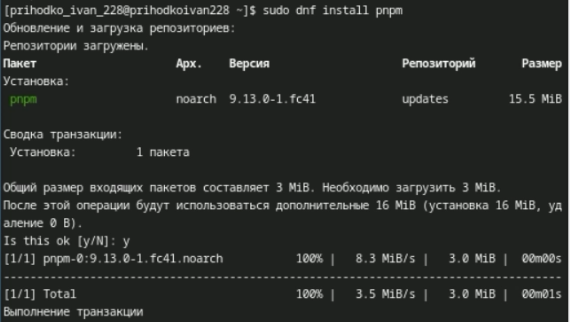 [prihodko_ivan_228@prihodkoivan228 ~]$ sudo dnf install pnpm
Обновление и загрузка репозиториев:
Репозитории загружены.
Пакет Арх. Версия Репозиторий Размер
Установка:
pnpm noarch 9.13.0-1.fc41 updates 15.5 MiB
Сводка транзакции:
Установка: 1 пакета
Общий размер входящих пакетов составляет 3 MiB. Необходимо загрузить 3 MiB.
После этой операции будут использоваться дополнительные 16 MiB (установка 16 MiB, уд
аление 0 B).
Is this ok [y/N]: y
[1/1] pnpm-0:9.13.0-1.fc41.noarch 100% | 8.3 MiB/s | 3.0 MiB | 00m00s
--------------------------------------------------------------------------------
[1/1] Total 100% | 3.5 MiB/s | 3.0 MiB | 00m01s
Выполнение транзакции